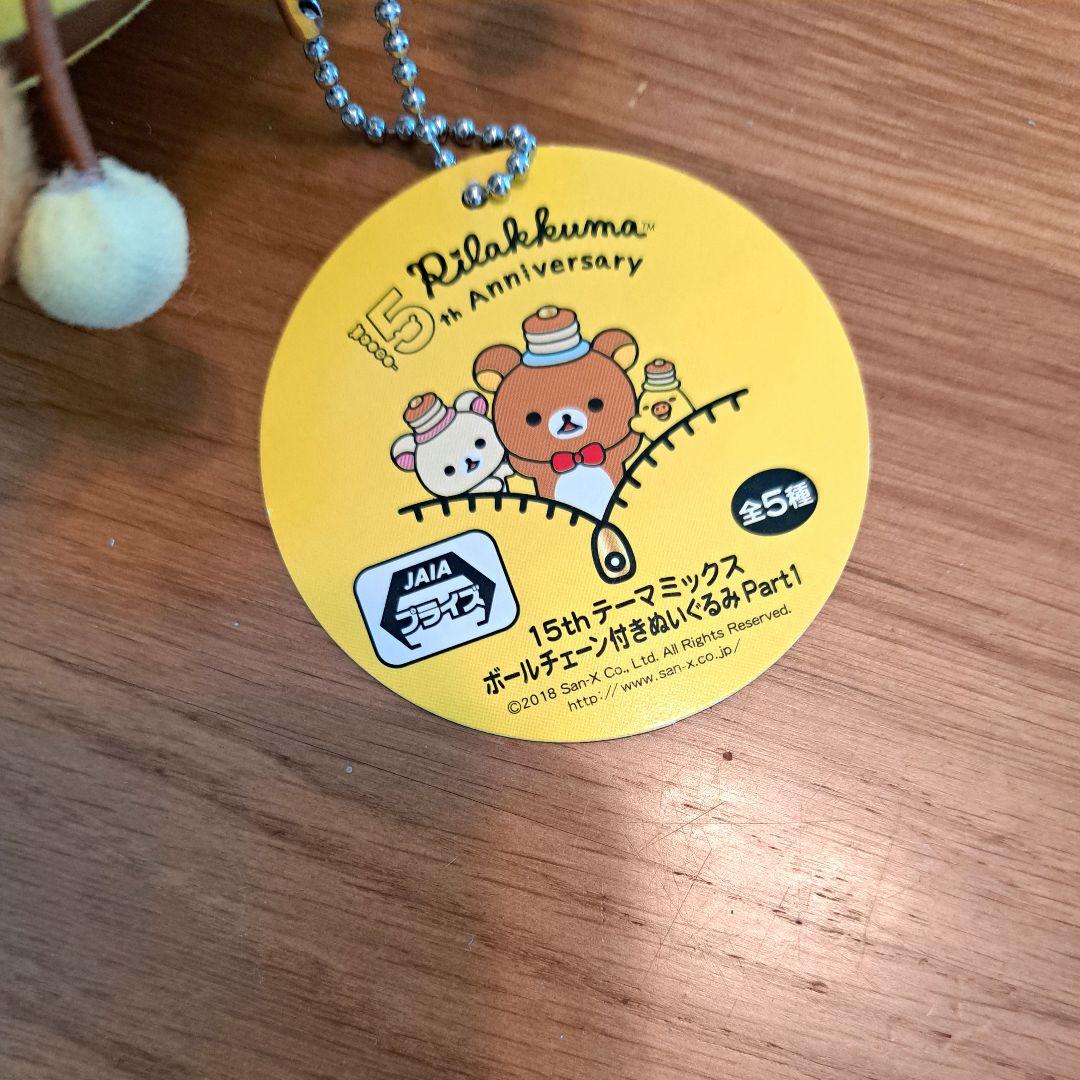 Rilakkuma™
15th Anniversary
全5種
JAIA
プライズ
15thテーマミックス
ボールチェーン付きぬいぐるみPart1
©2018 San-X Co., Ltd. All Rights Reserved.
http://www.san-x.co.jp/